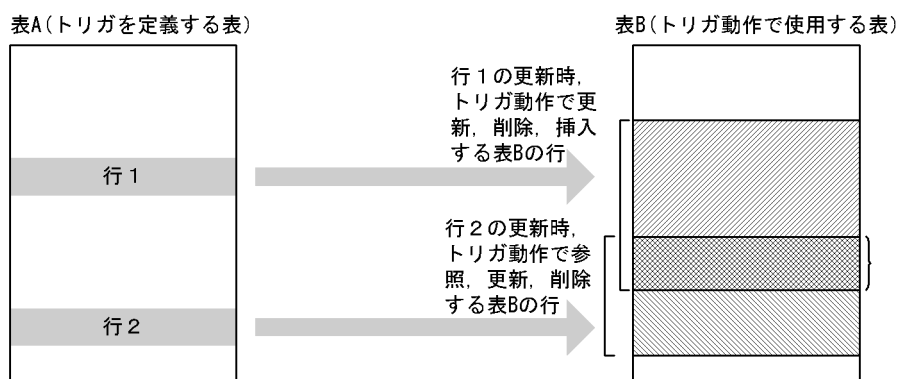 表A(トリガを定義する表)
表B(トリガ動作で使用する表)
行1の更新時,
トリガ動作で更
新, 削除, 挿入
する表Bの行
行1
行2の更新時,
トリガ動作で参
照, 更新, 削除
する表Bの行
行2